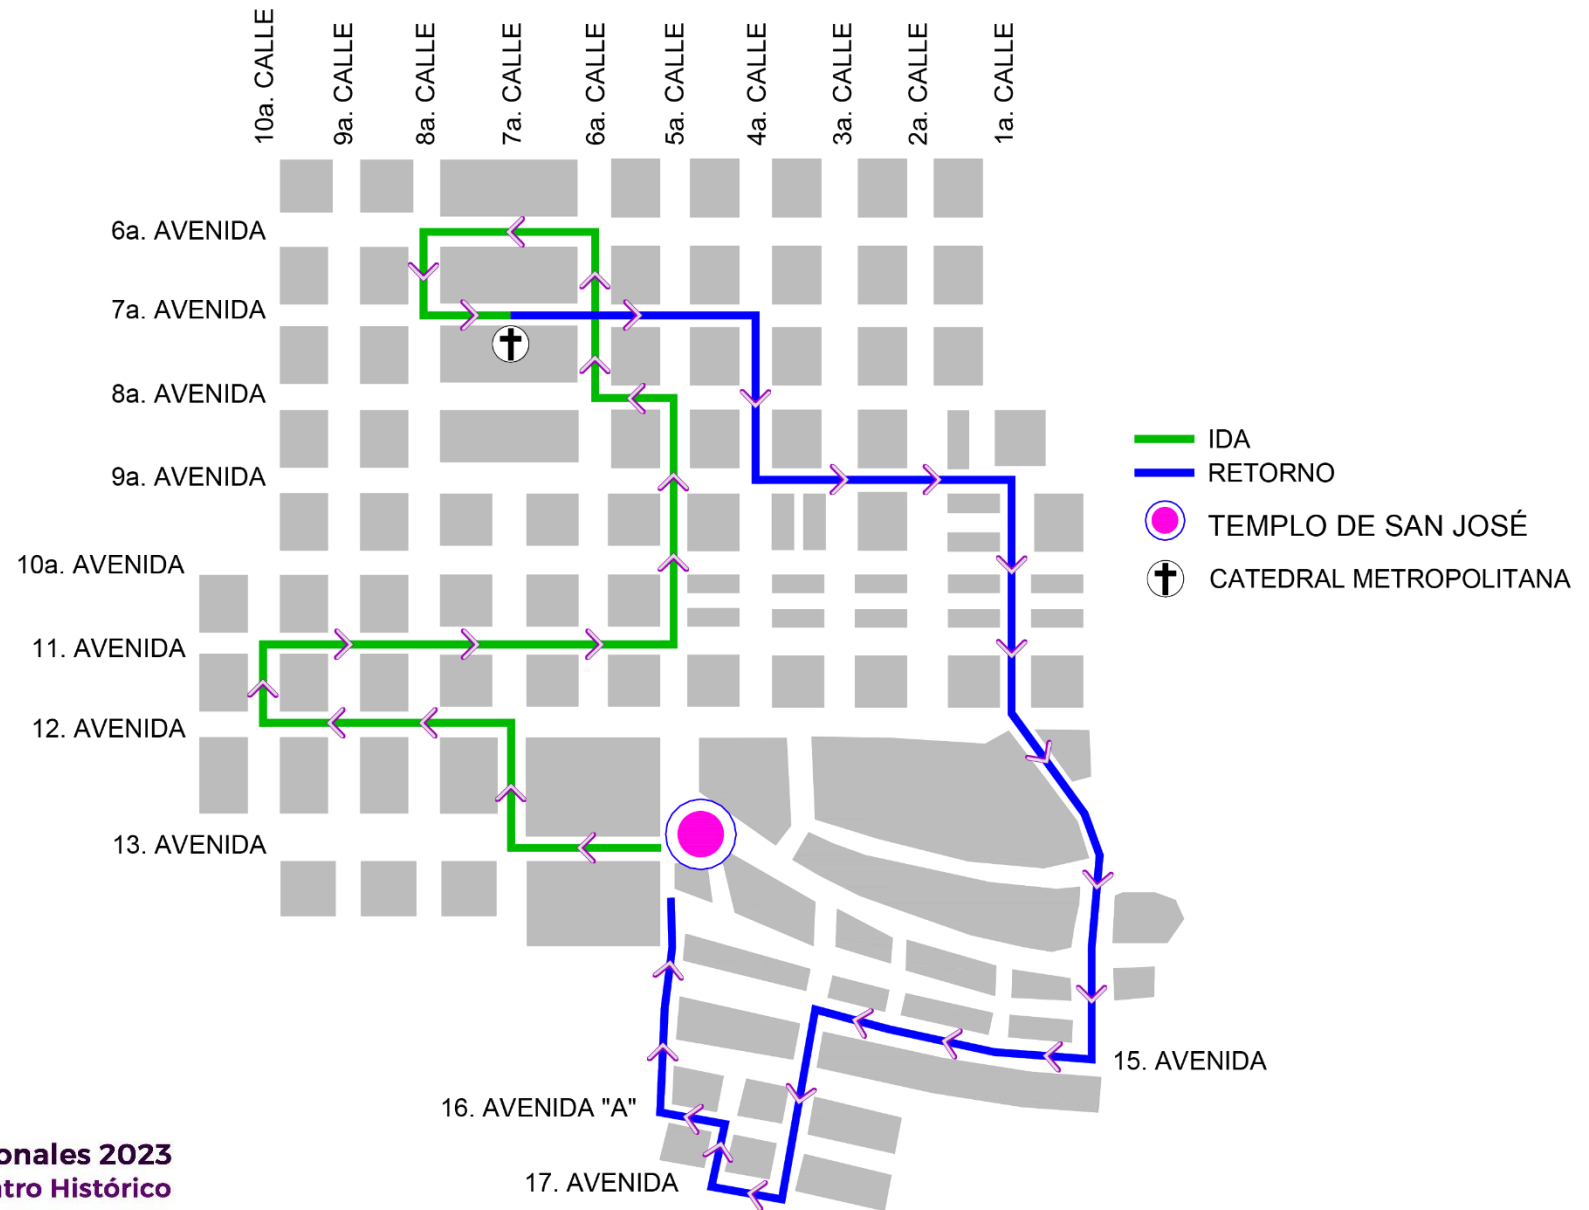 10a. CALLE
9a. CALLE
8a. CALLE
7a. CALLE
6a. CALLE
5a. CALLE
4a. CALLE
3a. CALLE
2a. CALLE
1a. CALLE
6a. AVENIDA
7a. AVENIDA
8a. AVENIDA
9a. AVENIDA
10a. AVENIDA
11. AVENIDA
12. AVENIDA
13. AVENIDA
IDA
RETORNO
TEMPLO DE SAN JOSÉ
CATEDRAL METROPOLITANA
15. AVENIDA
16. AVENIDA "A"
17. AVENIDA
onales 2023
tro Histórico